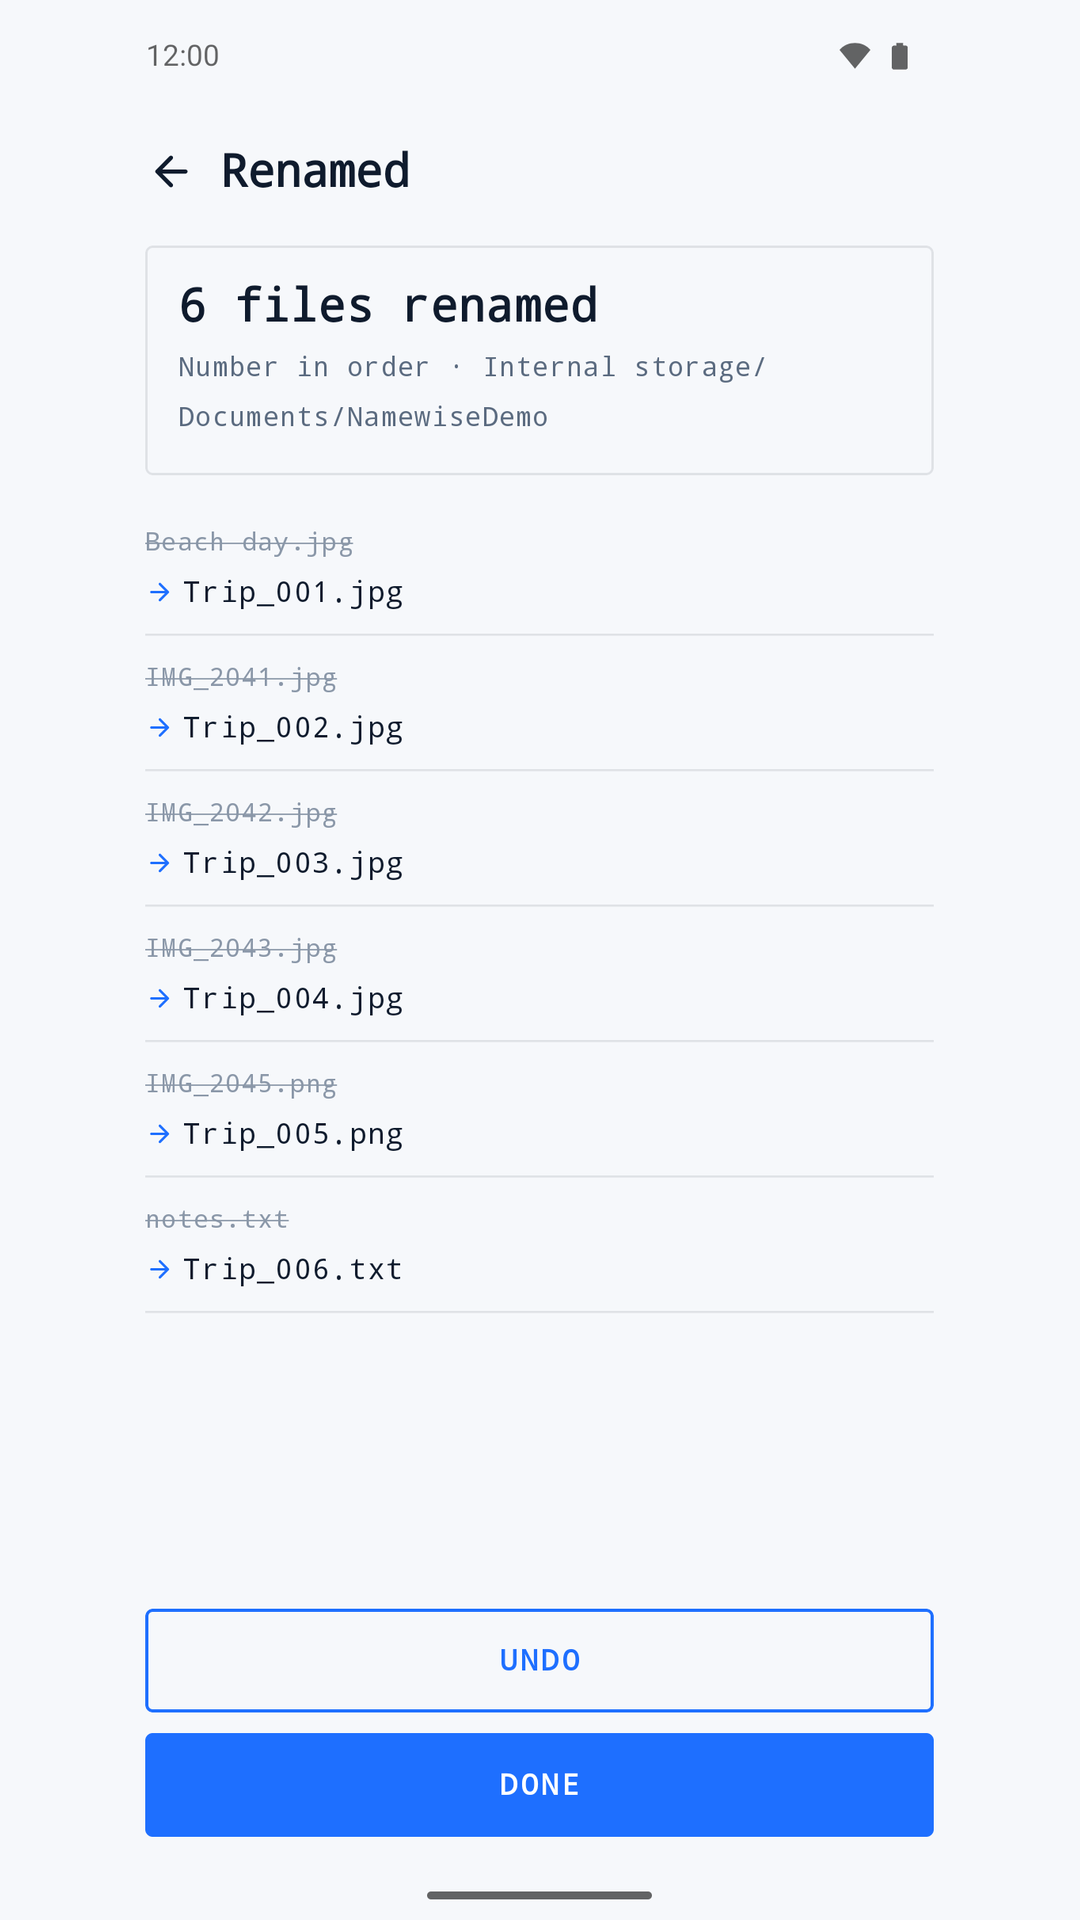 12:00
Renamed
6 files renamed
Number in order · Internal storage/
Documents/NamewiseDemo
Beach day.jpg
→ Trip_001.jpg
IMG_2041.jpg
→ Trip_002.jpg
IMG_2042.jpg
→ Trip_003.jpg
IMG_2043.jpg
→ Trip_004.jpg
IMG_2045.png
→ Trip_005.png
notes.txt
→ Trip_006.txt
UNDO
DONE